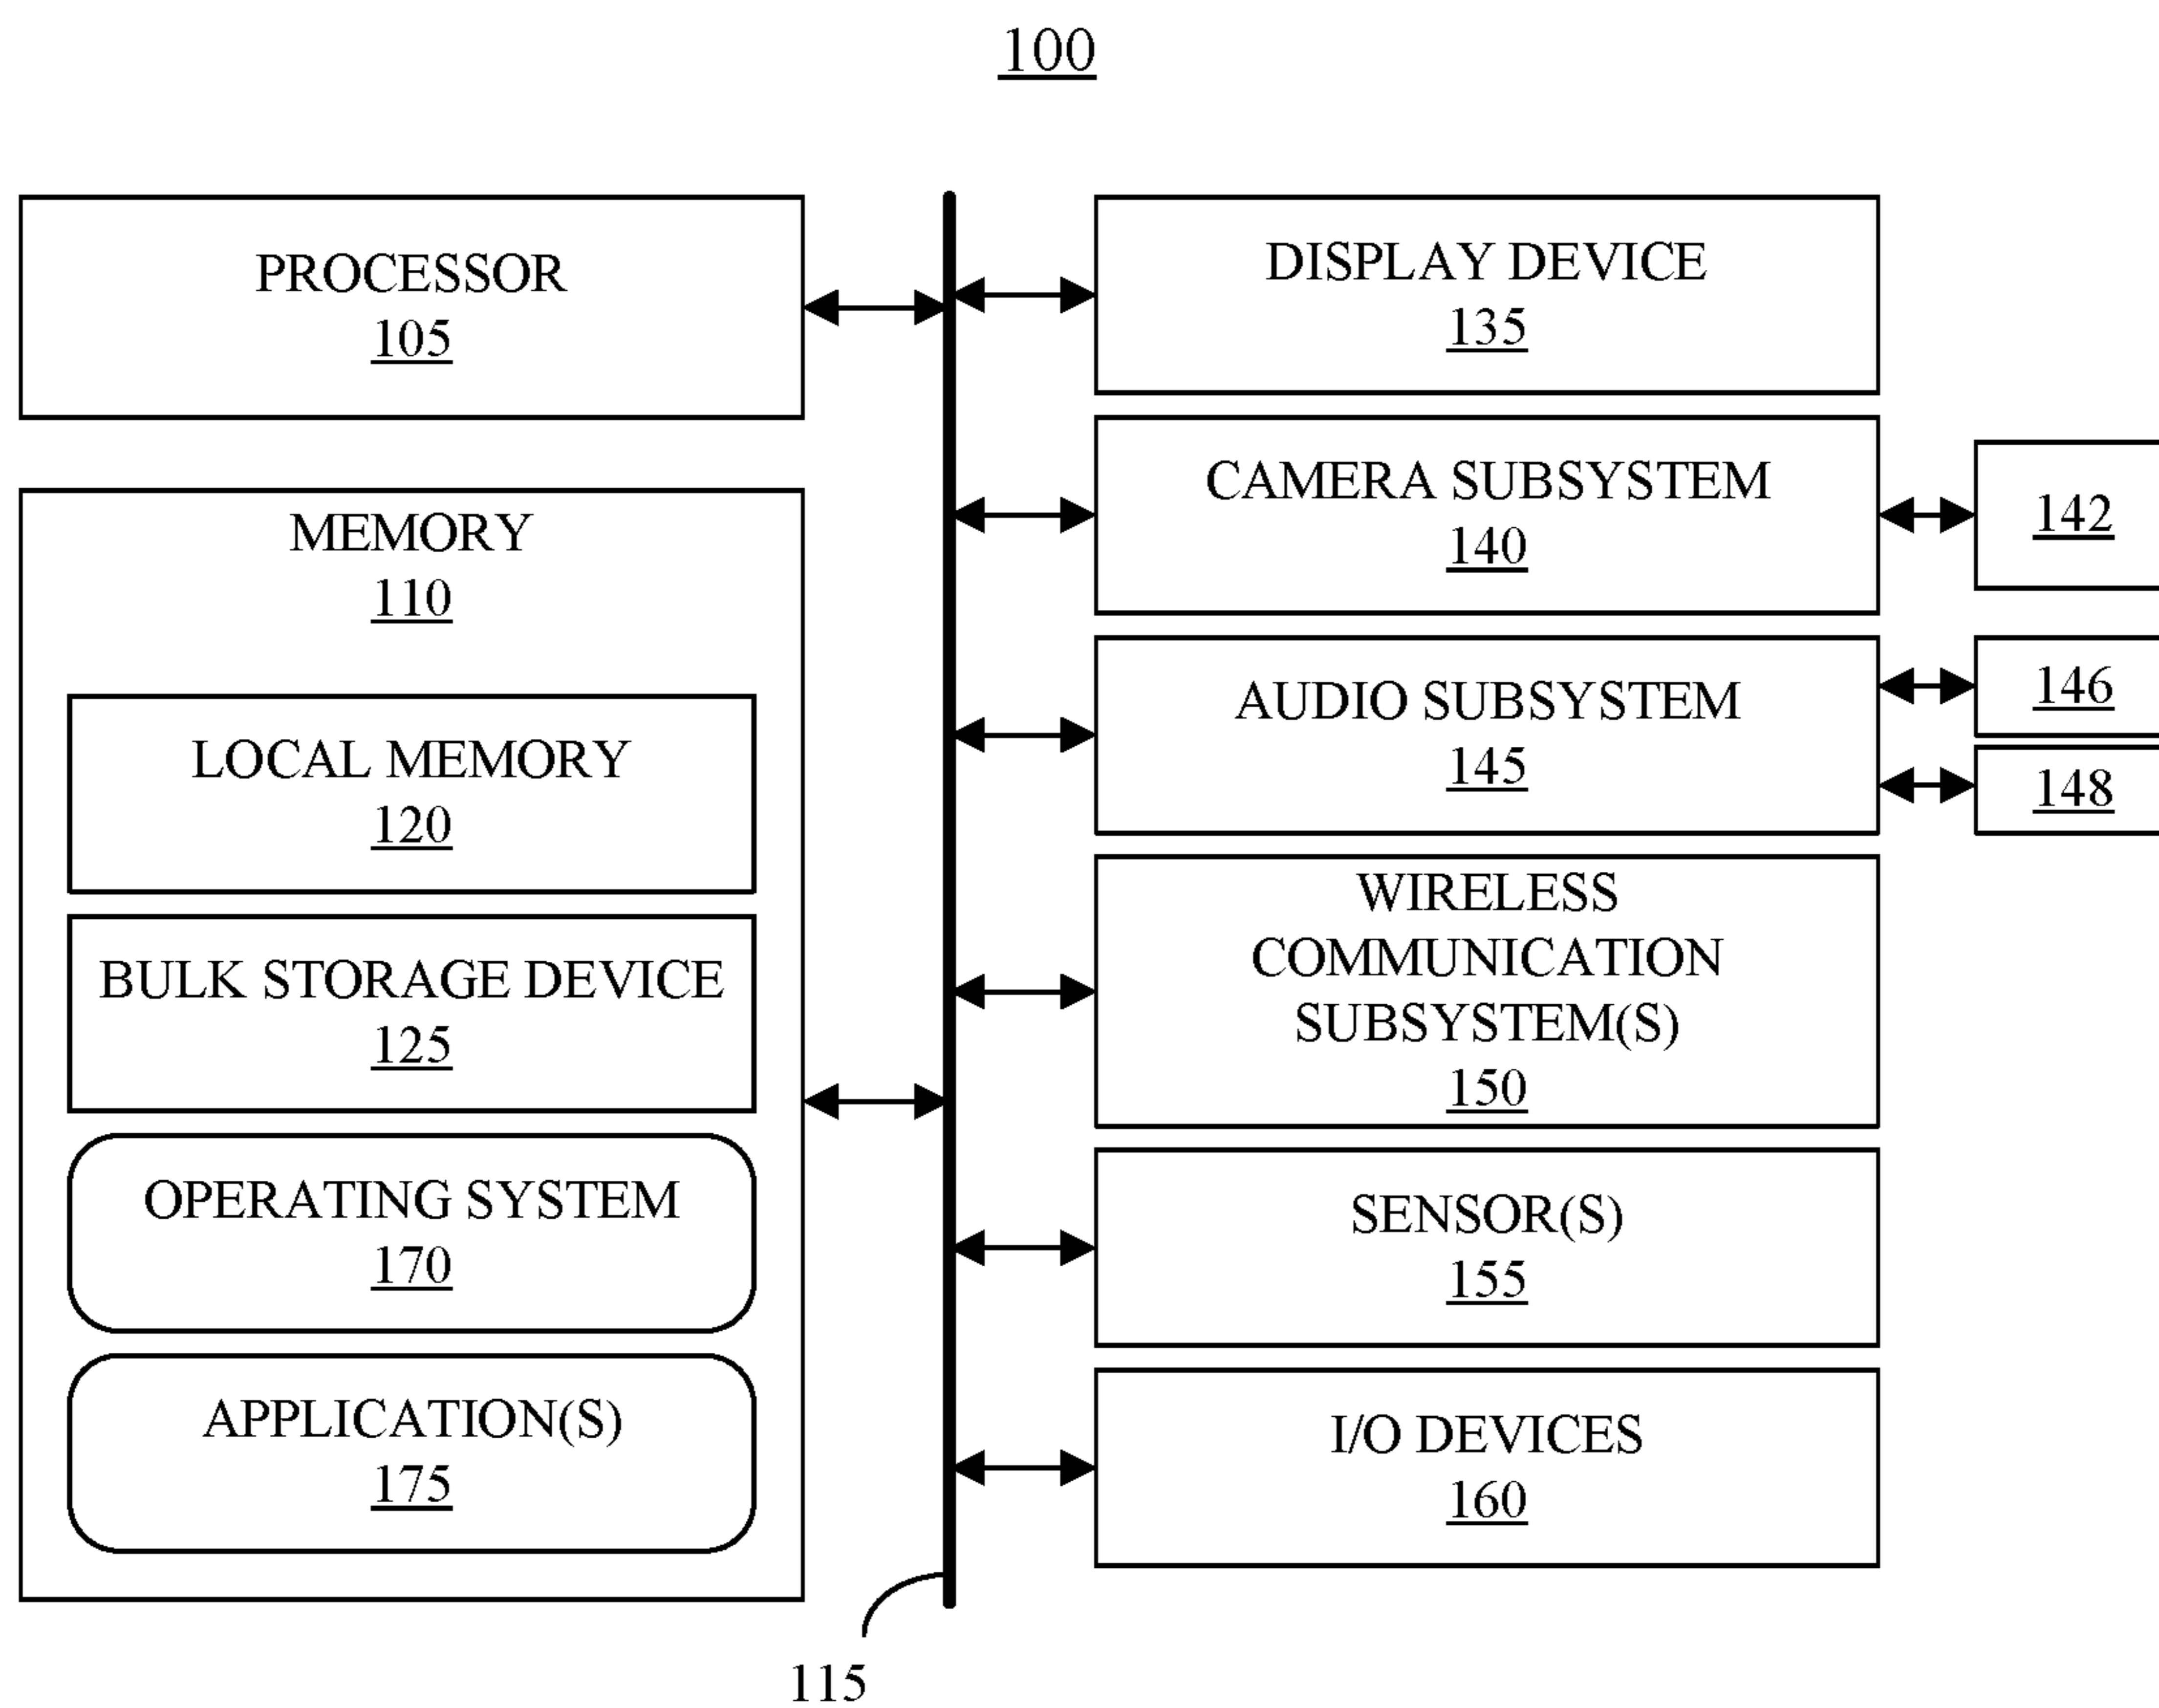 100
PROCESSOR
105
MEMORY
110
LOCAL MEMORY
120
BULK STORAGE DEVICE
125
OPERATING SYSTEM
170
APPLICATION(S)
175
115
DISPLAY DEVICE
135
CAMERA SUBSYSTEM
140
142
AUDIO SUBSYSTEM
145
146
148
WIRELESS
COMMUNICATION
SUBSYSTEM(S)
150
SENSOR(S)
155
I/O DEVICES
160